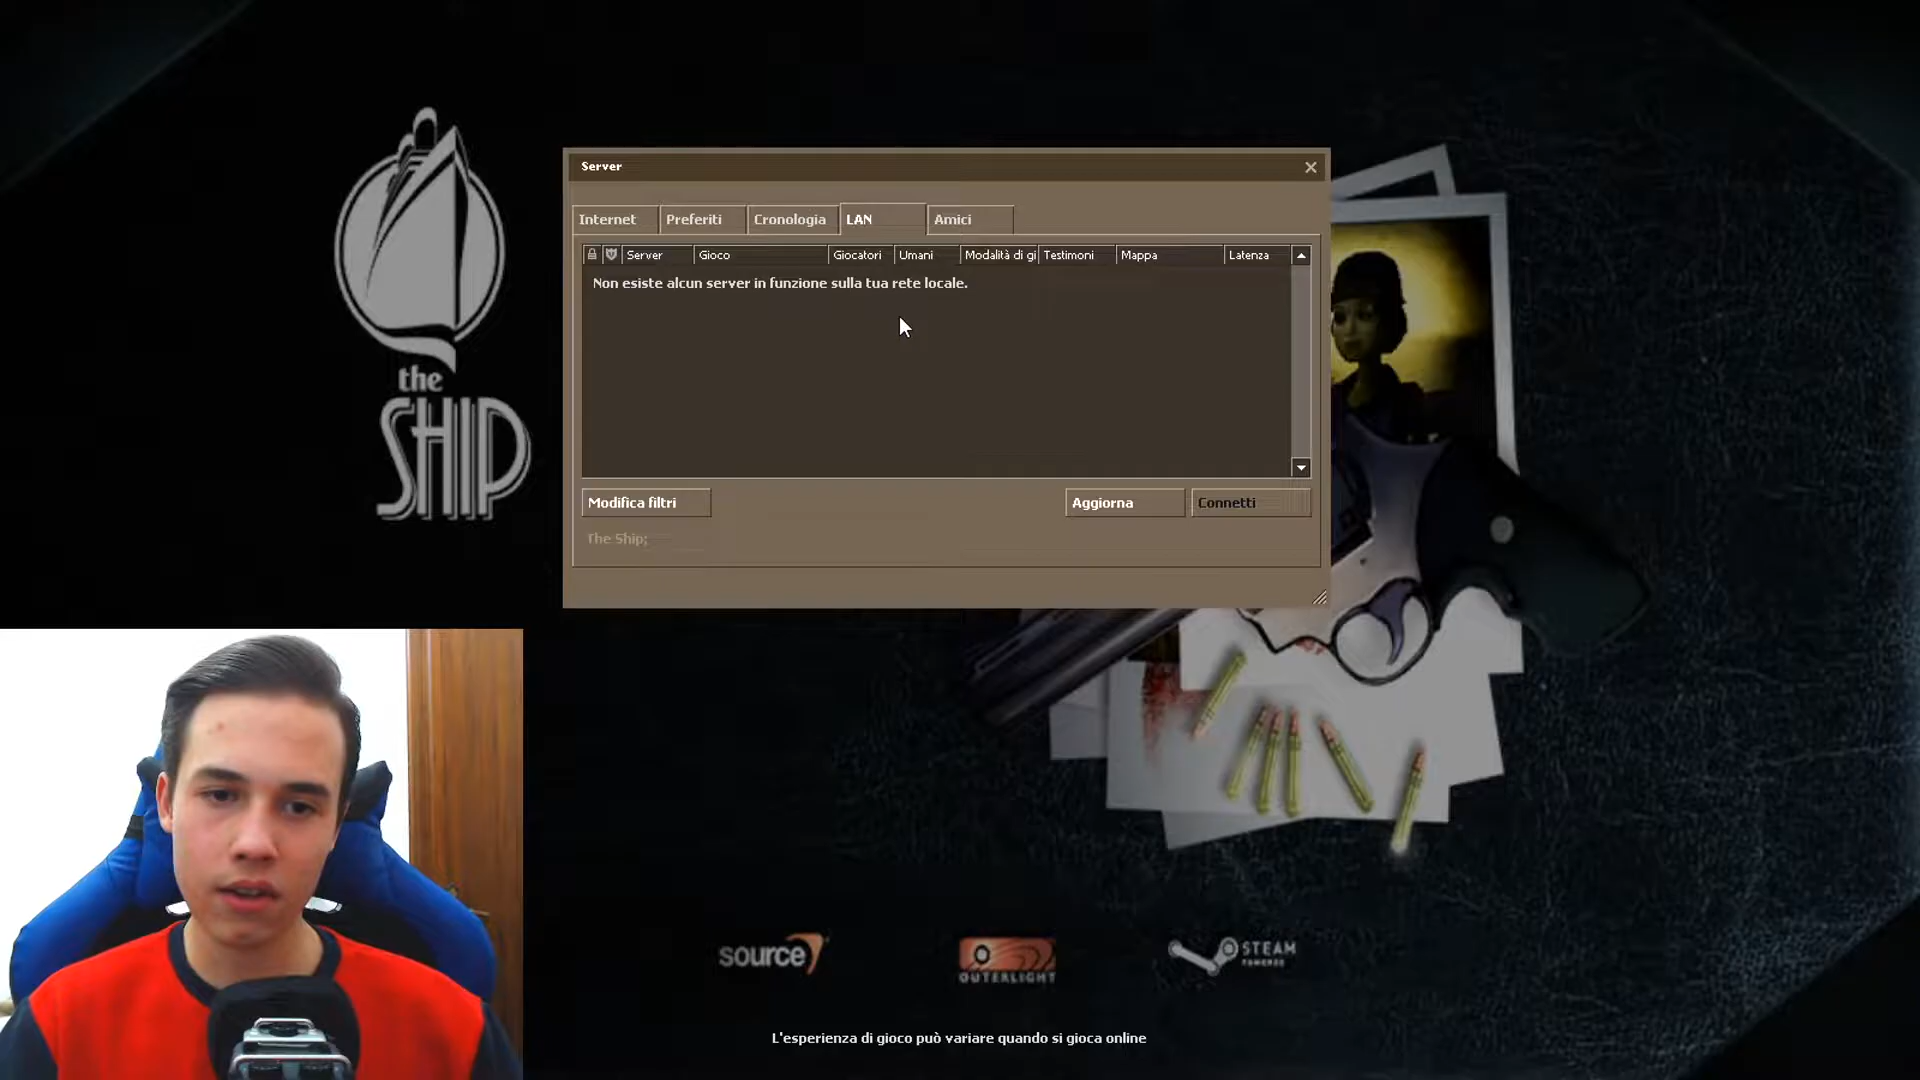 the
SHIP
Server
Internet
Preferiti
Cronologia
LAN
Amici
Server
Gioco
Giocatori
Umani
Modalità di gi
Testimoni
Mappa
Latenza
Non esiste alcun server in funzione sulla tua rete locale.
Modifica filtri
Aggiorna
Connetti
The Ship;
source
OUTERLIGHT
STEAM
POWERED
L'esperienza di gioco può variare quando si gioca online